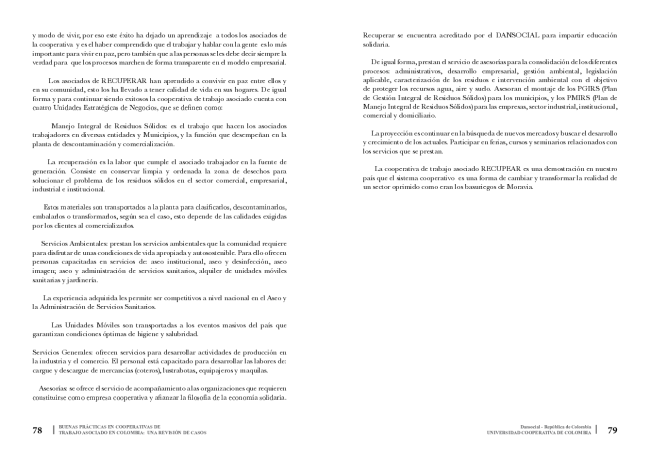 y modo de vivir, por eso este éxito ha dejado un aprendizaje a todos los asociados de
la cooperativa y es el haber comprendido que el trabajar y hablar con la gente es lo más
importante para vivir en paz, pero también que a las personas se les debe decir siempre la
verdad para que los procesos marchen de forma transparente en el modelo empresarial.
Los asociados de RECUPERAR han aprendido a convivir en paz entre ellos y
en su comunidad, esto los ha llevado a tener calidad de vida en sus hogares. De igual
forma y para continuar siendo exitosos la cooperativa de trabajo asociado cuenta con
cuatro Unidades Estratégicas de Negocios, que se definen como:
Manejo Integral de Residuos Sólidos: es el trabajo que hacen los asociados
trabajadores en diversas entidades y Municipios, y la función que desempeñan en la
planta de descontaminación y comercialización.
La recuperación es la labor que cumple el asociado trabajador en la fuente de
generación. Consiste en conservar limpia y ordenada la zona de desechos para
solucionar el problema de los residuos sólidos en el sector comercial, empresarial,
industrial e institucional.
Estos materiales son transportados a la planta para clasificarlos, descontaminarlos,
embalarlos o transformarlos, según sea el caso, esto depende de las calidades exigidas
por los clientes al comercializarlos.
Servicios Ambientales: prestan los servicios ambientales que la comunidad requiere
para disfrutar de unas condiciones de vida apropiada y autosostenible. Para ello ofrecen
personas capacitadas en servicios de: aseo institucional, aseo y desinfección, aseo
imagen; aseo y administración de servicios sanitarios, alquiler de unidades móviles
sanitarias y jardinería.
La experiencia adquirida les permite ser competitivos a nivel nacional en el Aseo y
la Administración de Servicios Sanitarios.
Las Unidades Móviles son transportadas a los eventos masivos del país que
garantizan condiciones óptimas de higiene y salubridad.
Servicios Generales: ofrecen servicios para desarrollar actividades de producción en
la industria y el comercio. El personal está capacitado para desarrollar las labores de:
cargue y descargue de mercancías (coteros), lustrabotas, equipajeros y maquilas.
Asesorías: se ofrece el servicio de acompañamiento a las organizaciones que requieren
constituirse como empresa cooperativa y afianzar la filosofía de la economía solidaria.
78 BUENAS PRÁCTICAS EN COOPERATIVAS DE
TRABAJO ASOCIADO EN COLOMBIA: UNA REVISIÓN DE CASOS
Recuperar se encuentra acreditado por el DANSOCIAL para impartir educación
solidaria.
De igual forma, prestan el servicio de asesorías para la consolidación de los diferentes
procesos: administrativos, desarrollo empresarial, gestión ambiental, legislación
aplicable, caracterización de los residuos e intervención ambiental con el objetivo
de proteger los recursos agua, aire y suelo. Asesoran el montaje de los PGIRS (Plan
de Gestión Integral de Residuos Sólidos) para los municipios, y los PMIRS (Plan de
Manejo Integral de Residuos Sólidos) para las empresas, sector industrial, institucional,
comercial y domiciliario.
La proyección es continuar en la búsqueda de nuevos mercados y buscar el desarrollo
y crecimiento de los actuales. Participar en ferias, cursos y seminarios relacionados con
los servicios que se prestan.
La cooperativa de trabajo asociado RECUPEAR es una demostración en nuestro
país que el sistema cooperativo es una forma de cambiar y transformar la realidad de
un sector oprimido como eran los basuriegos de Moravia.
Dansocial - República de Colombia
UNIVERSIDAD COOPERATIVA DE COLOMBIA 79